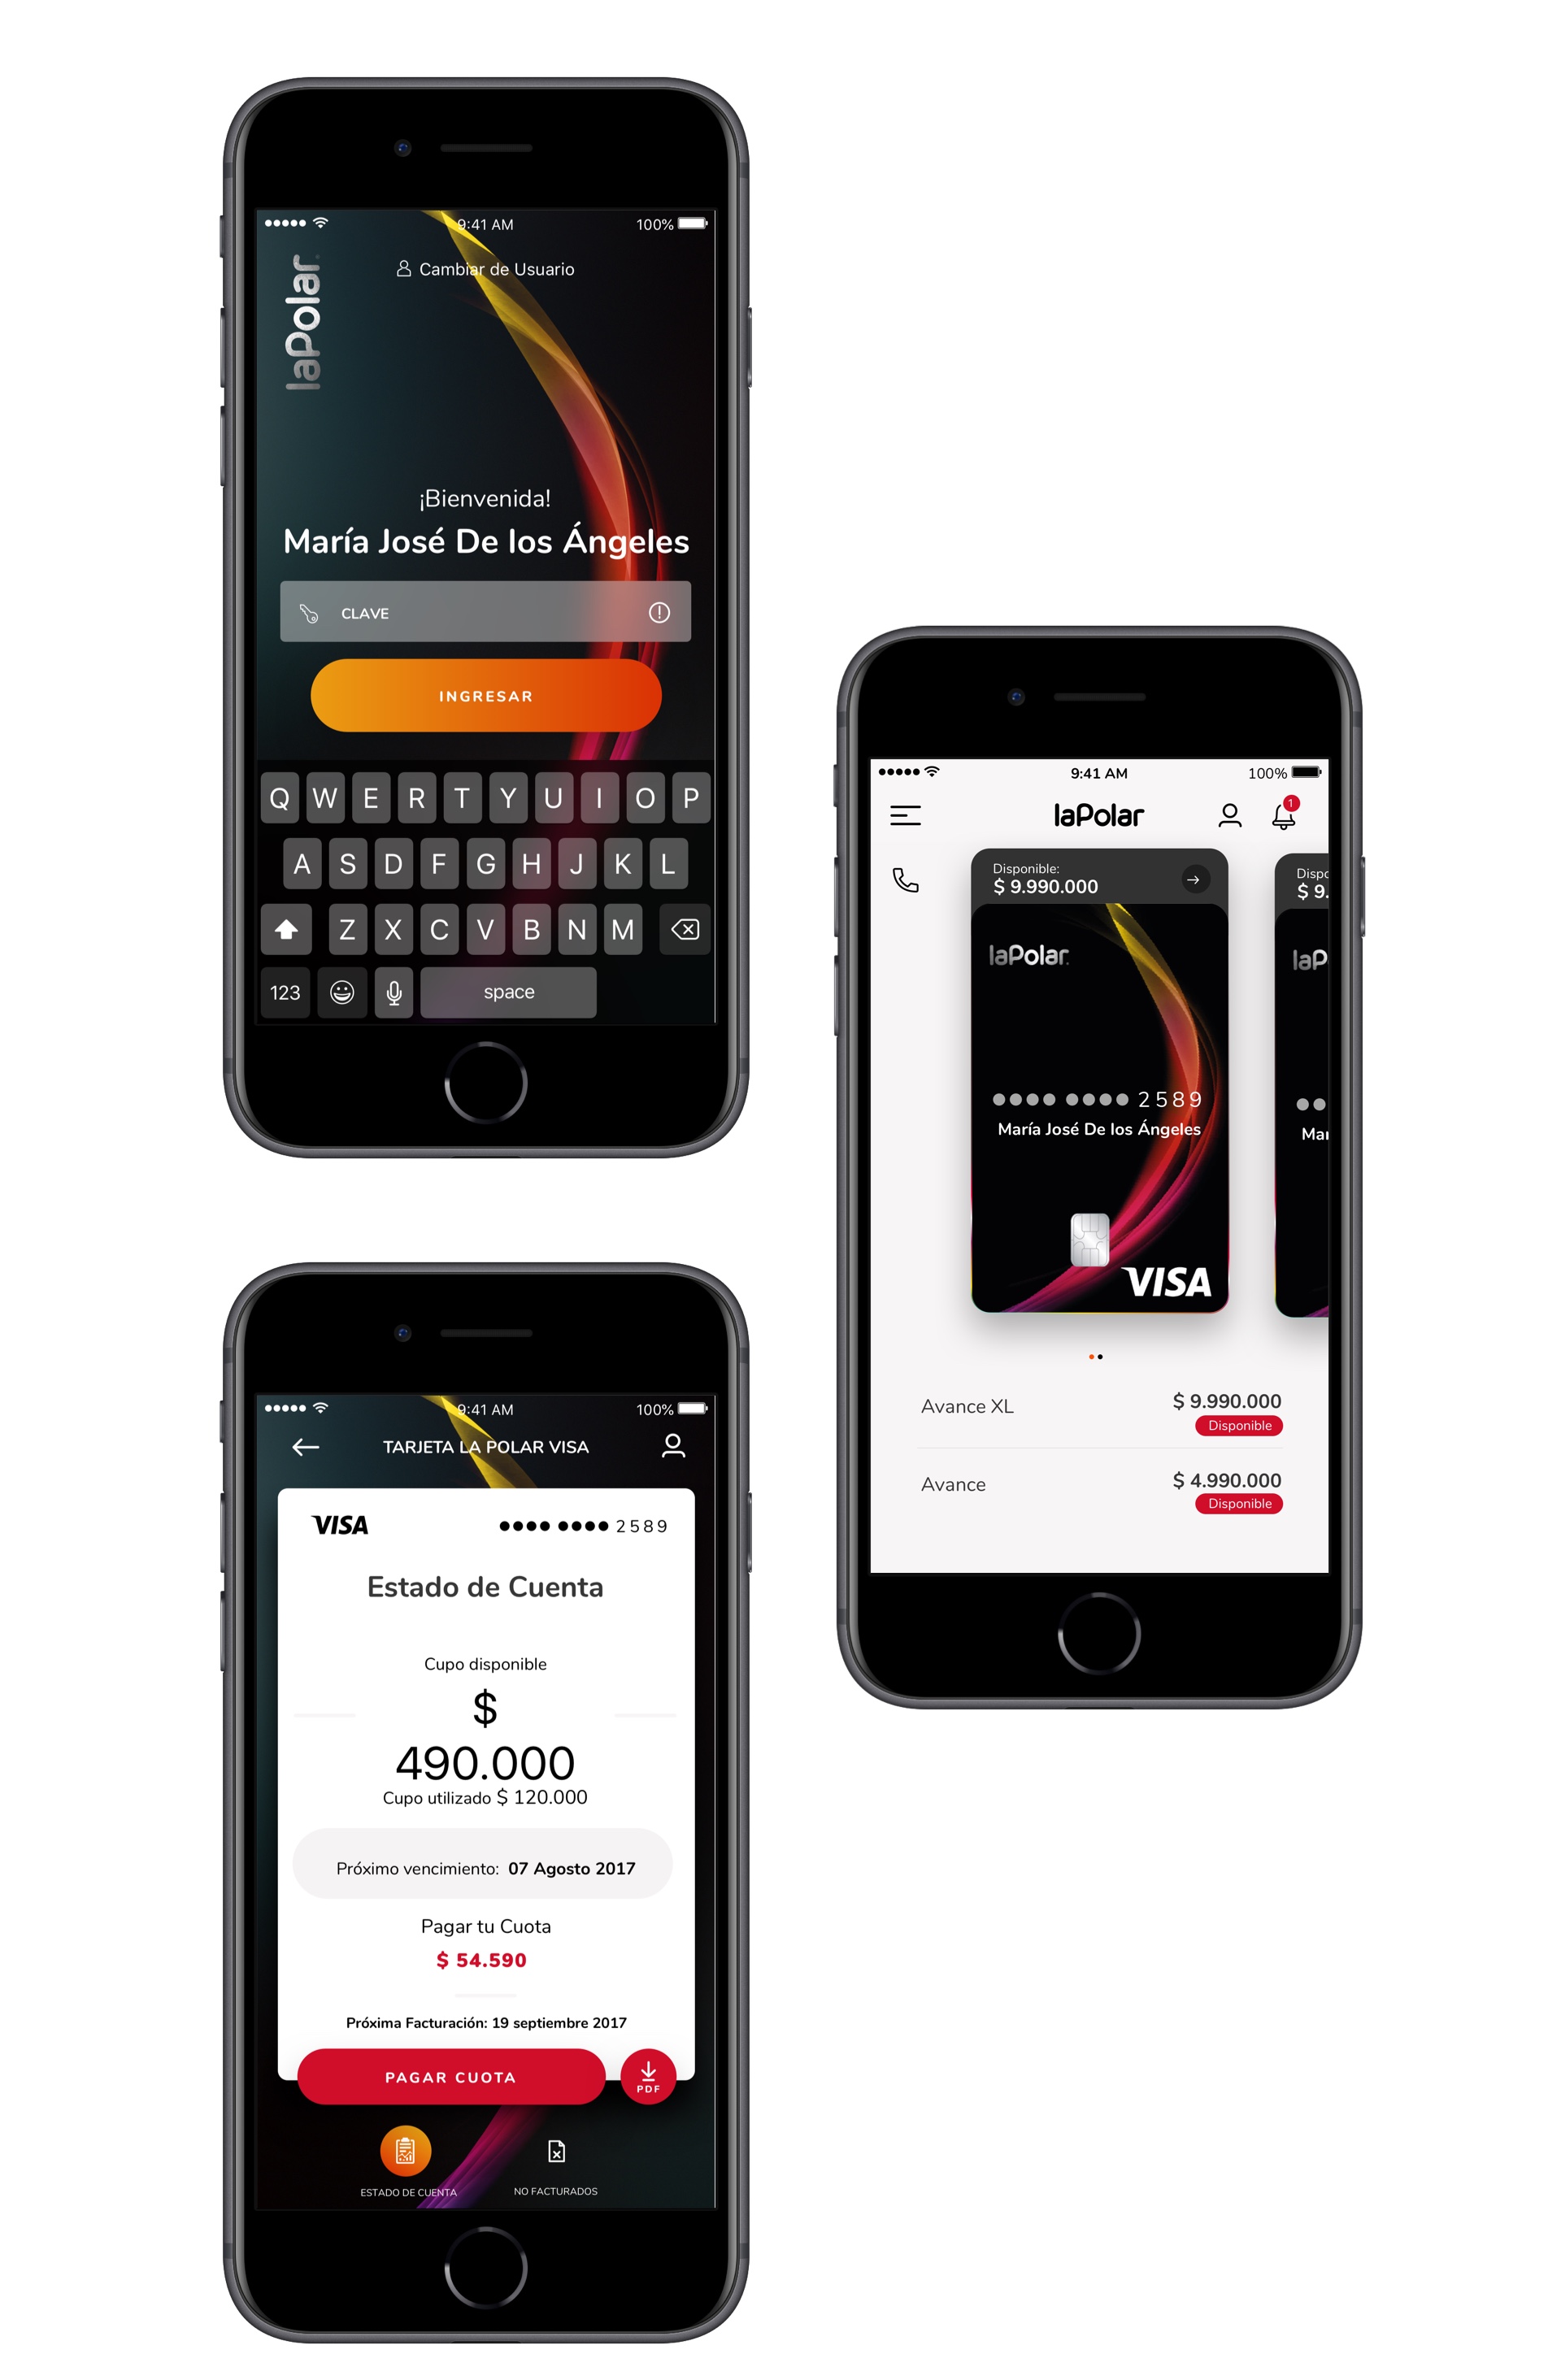 9:41 AM
100%
laPolar
Cambiar de Usuario
¡Bienvenida!
María José De los Ángeles
CLAVE
INGRESAR
Q W E R T Y U I O P
A S D F G H J K L
Z X C V B N M
123
space
9:41 AM
100%
laPolar
1
Disponible:
$ 9.990.000
Dispo
$ 9.
laPolar
laP
2589
María José De los Ángeles
Mar
VISA
Avance XL
$ 9.990.000
Disponible
Avance
$ 4.990.000
Disponible
9:41 AM
100%
TARJETA LA POLAR VISA
VISA
2589
Estado de Cuenta
Cupo disponible
$
490.000
Cupo utilizado $ 120.000
Próximo vencimiento: 07 Agosto 2017
Pagar tu Cuota
$ 54.590
Próxima Facturación: 19 septiembre 2017
PAGAR CUOTA
PDF
ESTADO DE CUENTA
NO FACTURADOS